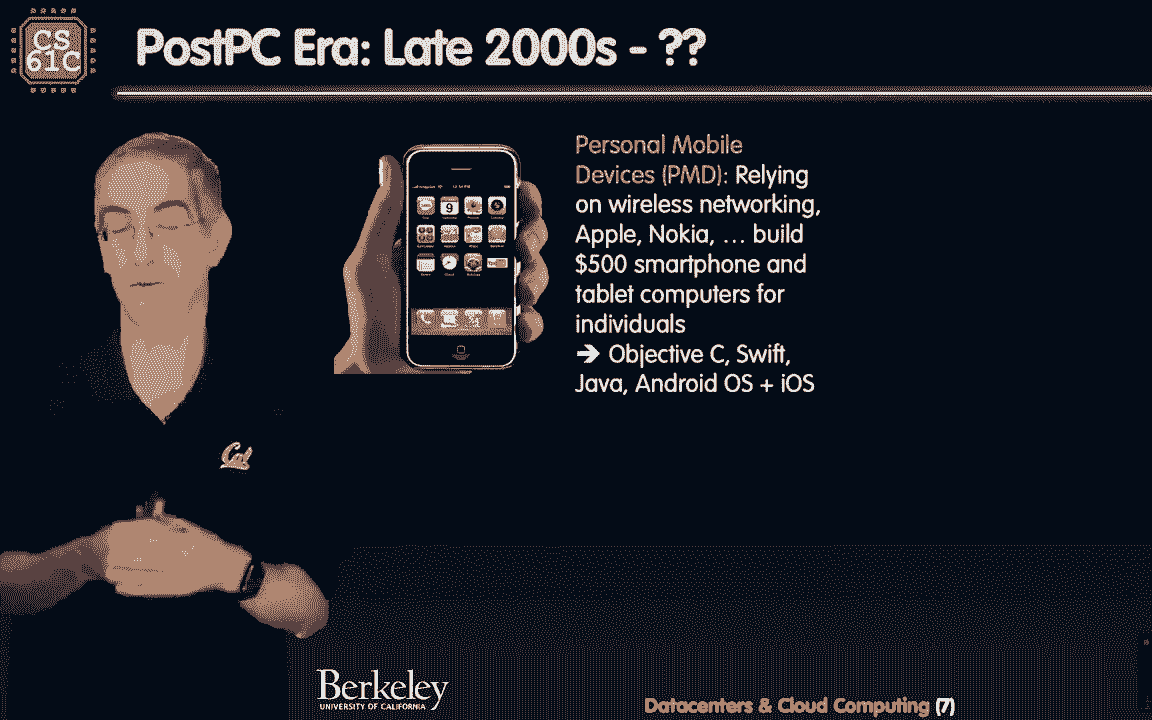 CS
61C
PostPC Era: Late 2000s - ??
Personal Mobile
Devices (PMD): Relying
on wireless networking,
Apple, Nokia, … build
$500 smartphone and
tablet computers for
individuals
➔ Objective C, Swift,
Java, Android OS + iOS
9
Cal
Berkeley
UNIVERSITY OF CALIFORNIA
Datacenters & Cloud Computing (7)